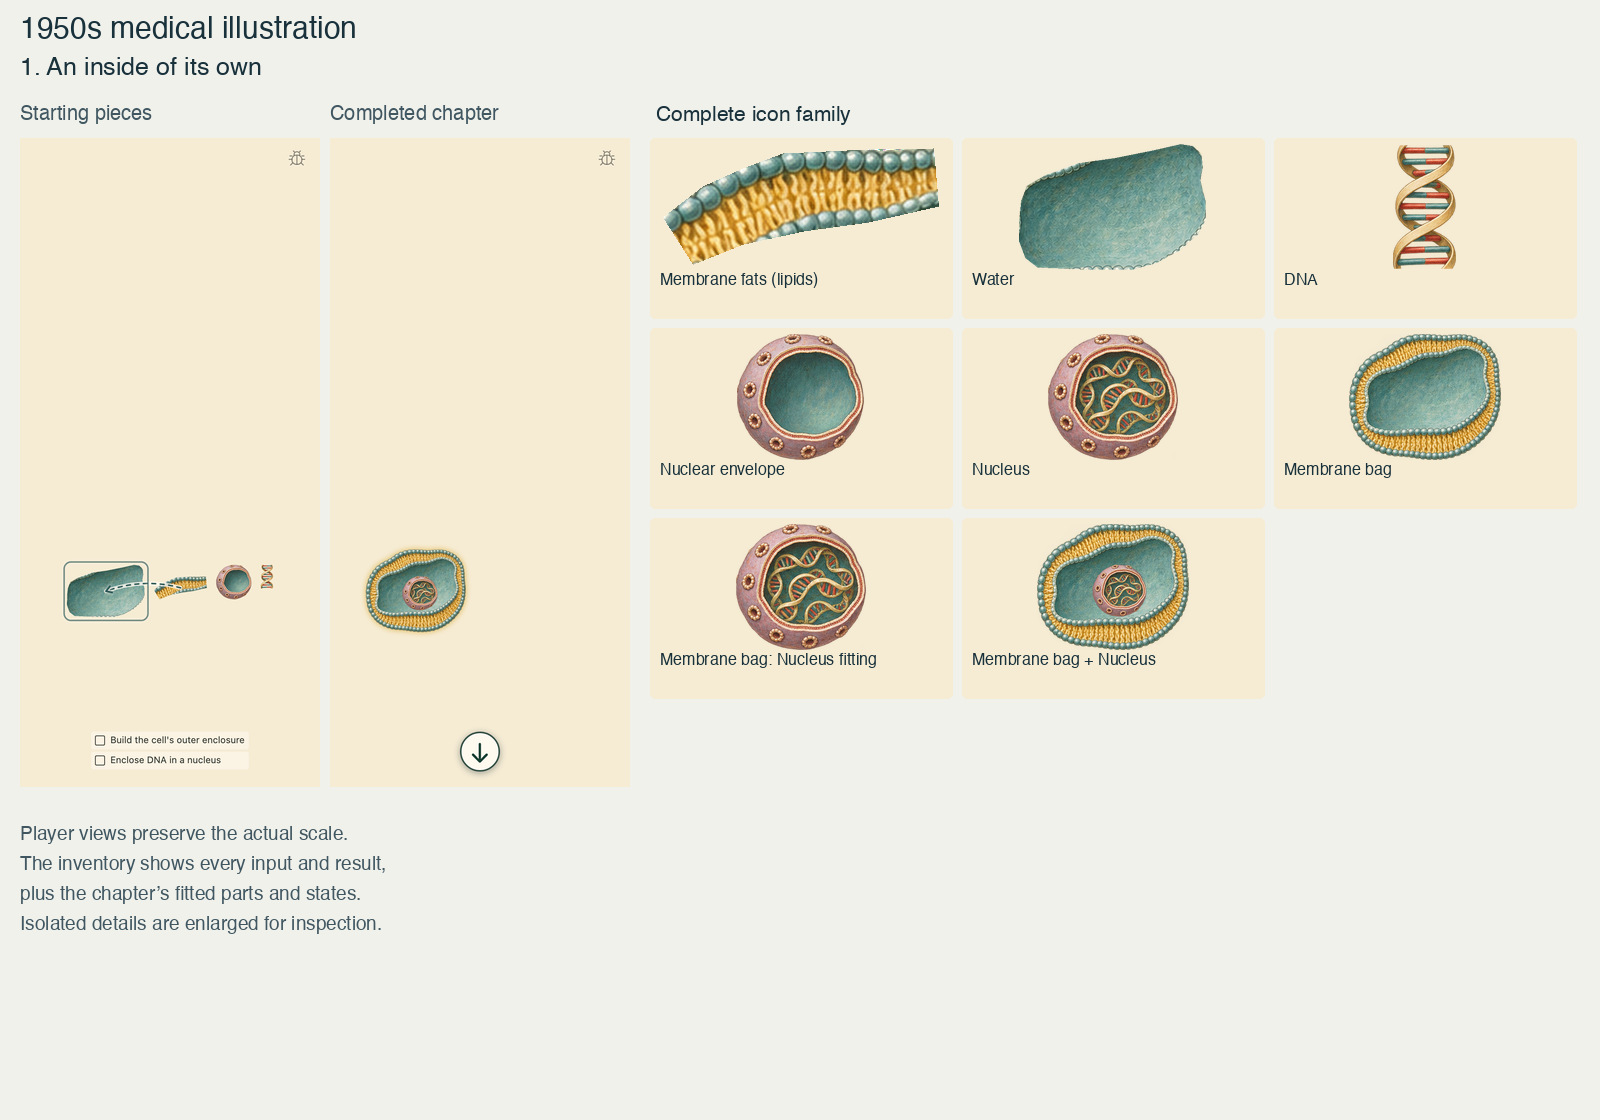 1950s medical illustration
1. An inside of its own
Starting pieces
Completed chapter
Complete icon family
Membrane fats (lipids)
Water
DNA
Nuclear envelope
Nucleus
Membrane bag
Membrane bag: Nucleus fitting
Membrane bag + Nucleus
Build the cell's outer enclosure
Enclose DNA in a nucleus
Player views preserve the actual scale.
The inventory shows every input and result,
plus the chapter’s fitted parts and states.
Isolated details are enlarged for inspection.